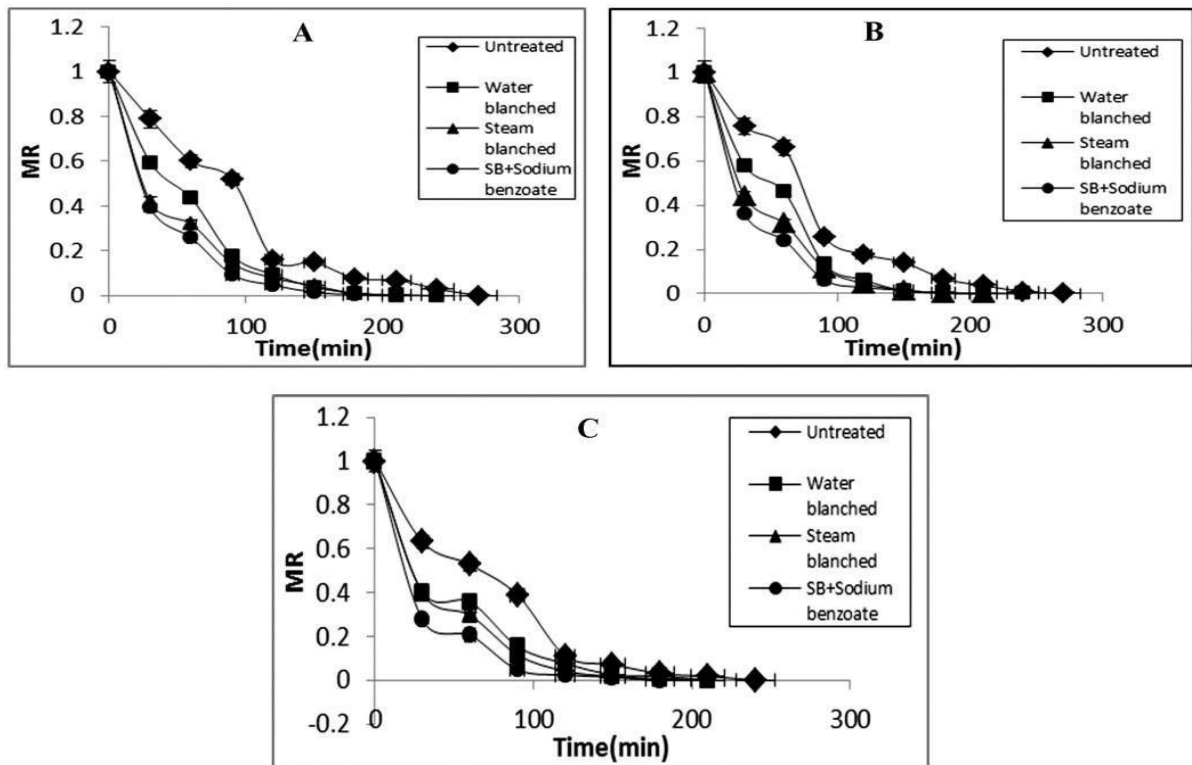 A
1.2
1
0.8
0.6
0.4
0.2
0
MR
0
100
200
300
Time(min)
Untreated
Water
blanched
Steam
blanched
SB+Sodium
benzoate
B
1.2
1
0.8
0.6
0.4
0.2
0
MR
0
100
200
300
Time(min)
Untreated
Water
blanched
Steam
blanched
SB+Sodium
benzoate
C
1.2
1
0.8
0.6
0.4
0.2
0
-0.2
MR
0
100
200
300
Time(min)
Untreated
Water
blanched
Steam
blanched
SB+Sodium
benzoate